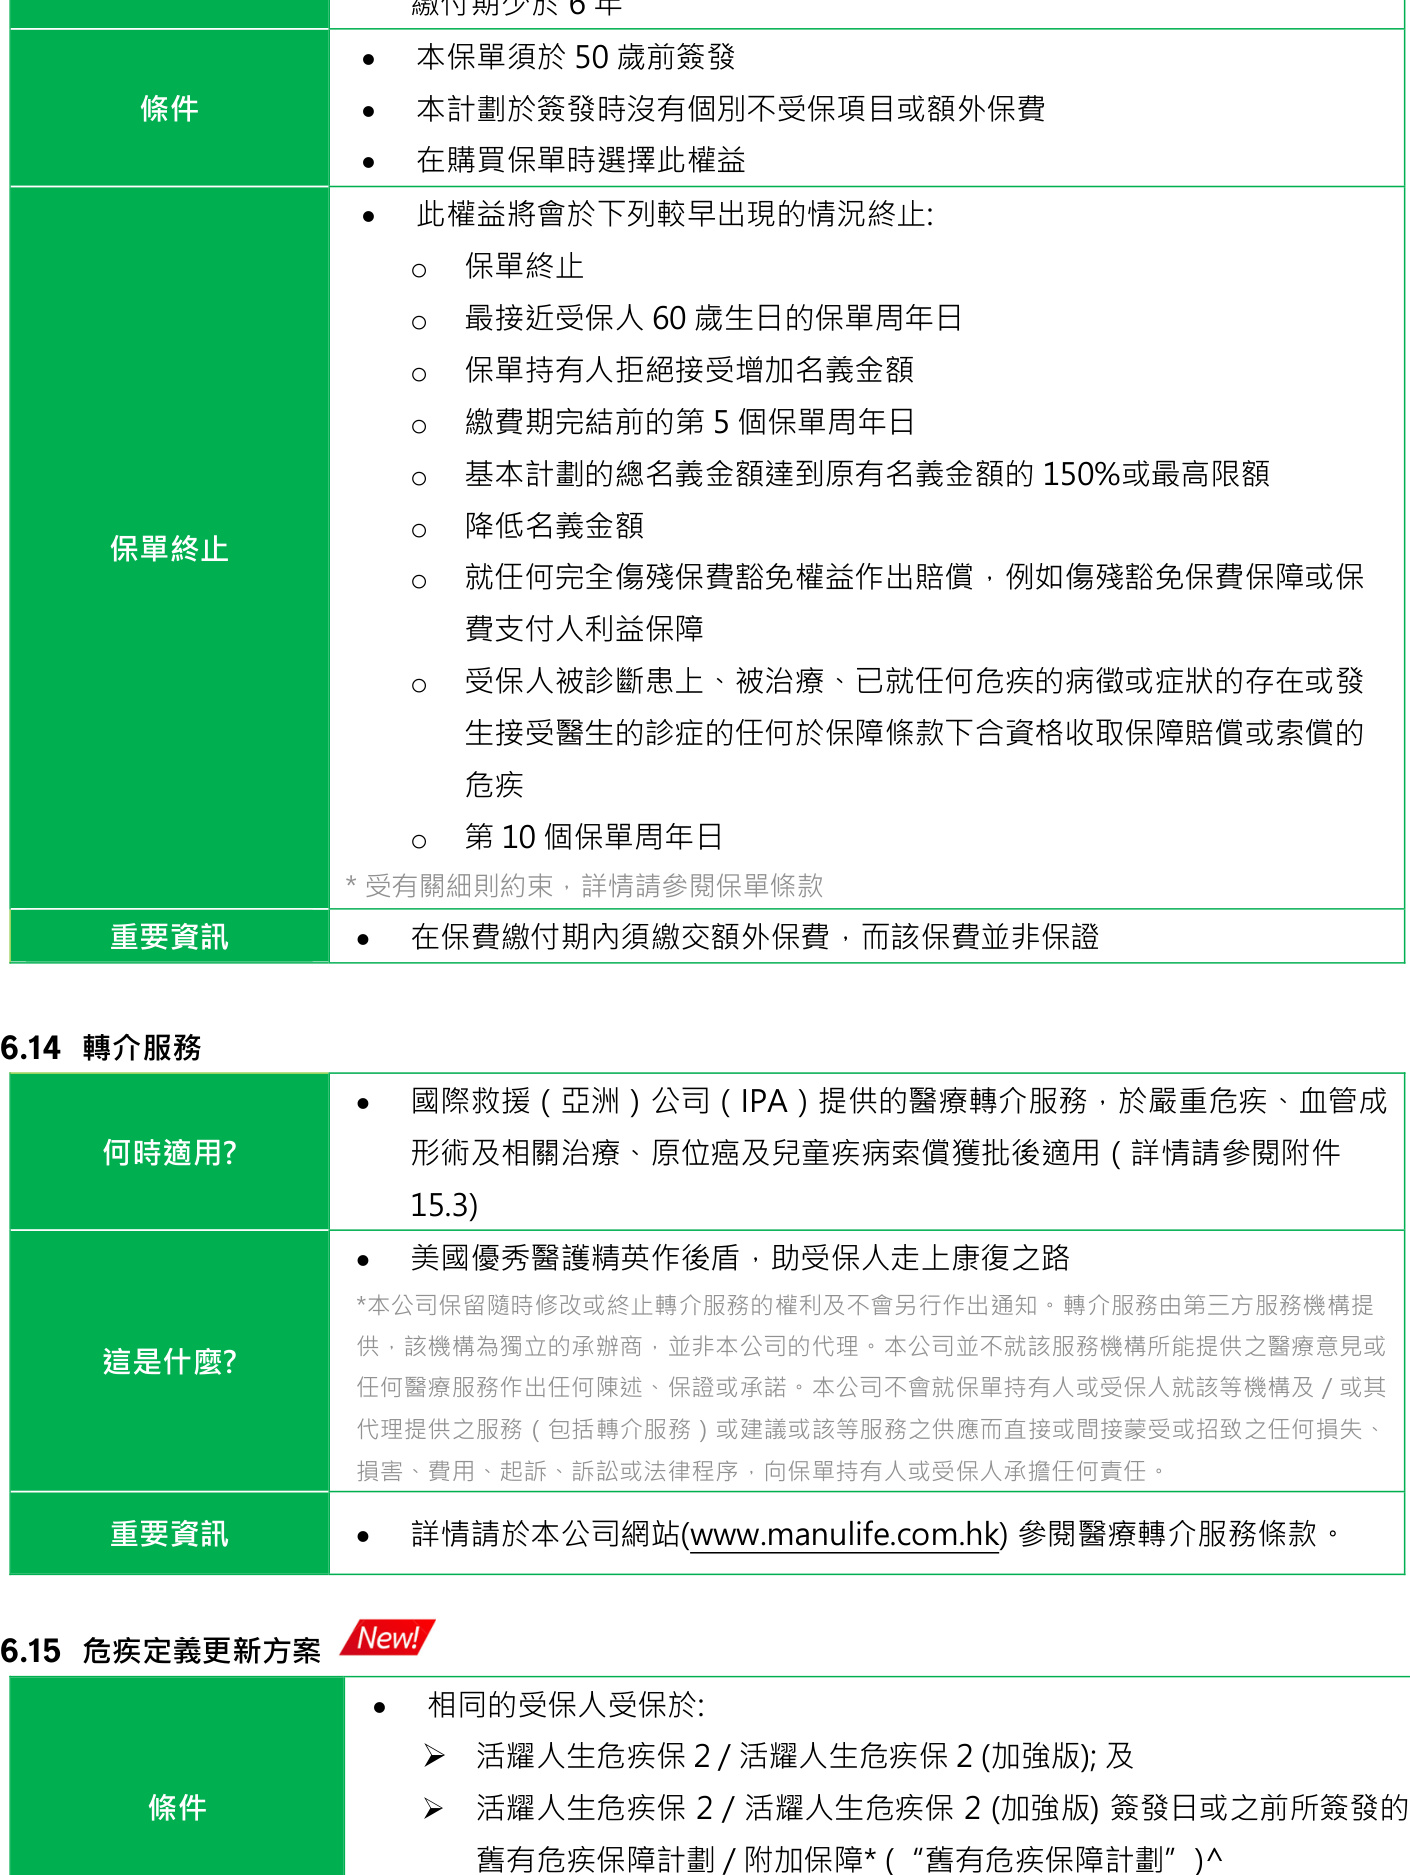 繳付期少於 6 年
條件
• 本保單須於 50 歲前簽發
• 本計劃於簽發時沒有個別不受保項目或額外保費
• 在購買保單時選擇此權益
保單終止
• 此權益將會於下列較早出現的情況終止:
o 保單終止
o 最接近受保人 60 歲生日的保單周年日
o 保單持有人拒絕接受增加名義金額
o 繳費期完結前的第 5 個保單周年日
o 基本計劃的總名義金額達到原有名義金額的 150%或最高限額
o 降低名義金額
o 就任何完全傷殘保費豁免權益作出賠償，例如傷殘豁免保費保障或保
費支付人利益保障
o 受保人被診斷患上、被治療、已就任何危疾的病徵或症狀的存在或發
生接受醫生的診症的任何於保障條款下合資格收取保障賠償或索償的
危疾
o 第 10 個保單周年日
* 受有關細則約束，詳情請參閱保單條款
重要資訊
• 在保費繳付期內須繳交額外保費，而該保費並非保證
6.14 轉介服務
何時適用?
• 國際救援（亞洲）公司（IPA）提供的醫療轉介服務，於嚴重危疾、血管成
形術及相關治療、原位癌及兒童疾病索償獲批後適用（詳情請參閱附件
15.3)
這是什麼?
• 美國優秀醫護精英作後盾，助受保人走上康復之路
*本公司保留隨時修改或終止轉介服務的權利及不會另行作出通知。轉介服務由第三方服務機構提
供，該機構為獨立的承辦商，並非本公司的代理。本公司並不就該服務機構所能提供之醫療意見或
任何醫療服務作出任何陳述、保證或承諾。本公司不會就保單持有人或受保人就該等機構及／或其
代理提供之服務（包括轉介服務）或建議或該等服務之供應而直接或間接蒙受或招致之任何損失、
損害、費用、起訴、訴訟或法律程序，向保單持有人或受保人承擔任何責任。
重要資訊
• 詳情請於本公司網站(www.manulife.com.hk) 參閱醫療轉介服務條款。
6.15 危疾定義更新方案 New!
條件
• 相同的受保人受保於:
➢ 活耀人生危疾保 2 / 活耀人生危疾保 2 (加強版); 及
➢ 活耀人生危疾保 2 / 活耀人生危疾保 2 (加強版) 簽發日或之前所簽發的
舊有危疾保障計劃 / 附加保障* (“舊有危疾保障計劃”)^